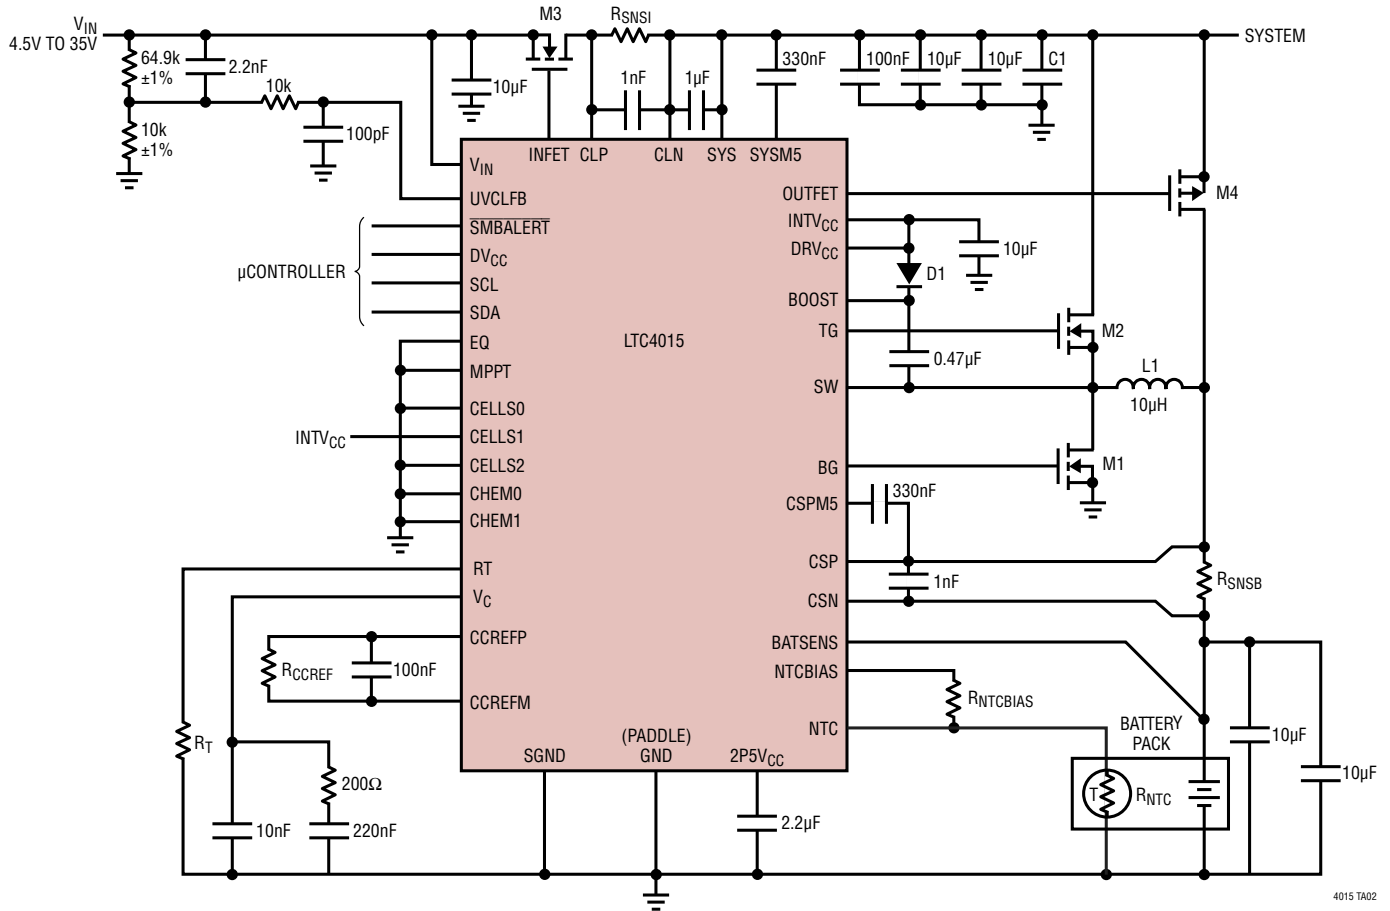 VIN
4.5V TO 35V
64.9k
±1%
2.2nF
10k
10k
±1%
100pF
M3
RSNSI
10µF
1nF
1µF
330nF
100nF
10µF
10µF
C1
SYSTEM
INFET
CLP
CLN
SYS
SYSM5
VIN
UVCLFB
SMBALERT
DVCC
SCL
SDA
µCONTROLLER
EQ
MPPT
CELLS0
CELLS1
INTVCC
CELLS2
CHEM0
CHEM1
RT
VC
CCREFP
CCREFM
LTC4015
OUTFET
M4
INTVCC
DRVCC
10µF
D1
BOOST
TG
M2
0.47µF
SW
L1
10µH
BG
M1
CSPM5
330nF
CSP
1nF
CSN
RSNSB
BATSENS
NTCBIAS
RNTCBIAS
NTC
BATTERY
PACK
T
RNTC
10µF
10µF
RCCREF
100nF
RT
200Ω
10nF
220nF
SGND
(PADDLE)
GND
2P5VCC
2.2µF
4015 TA02